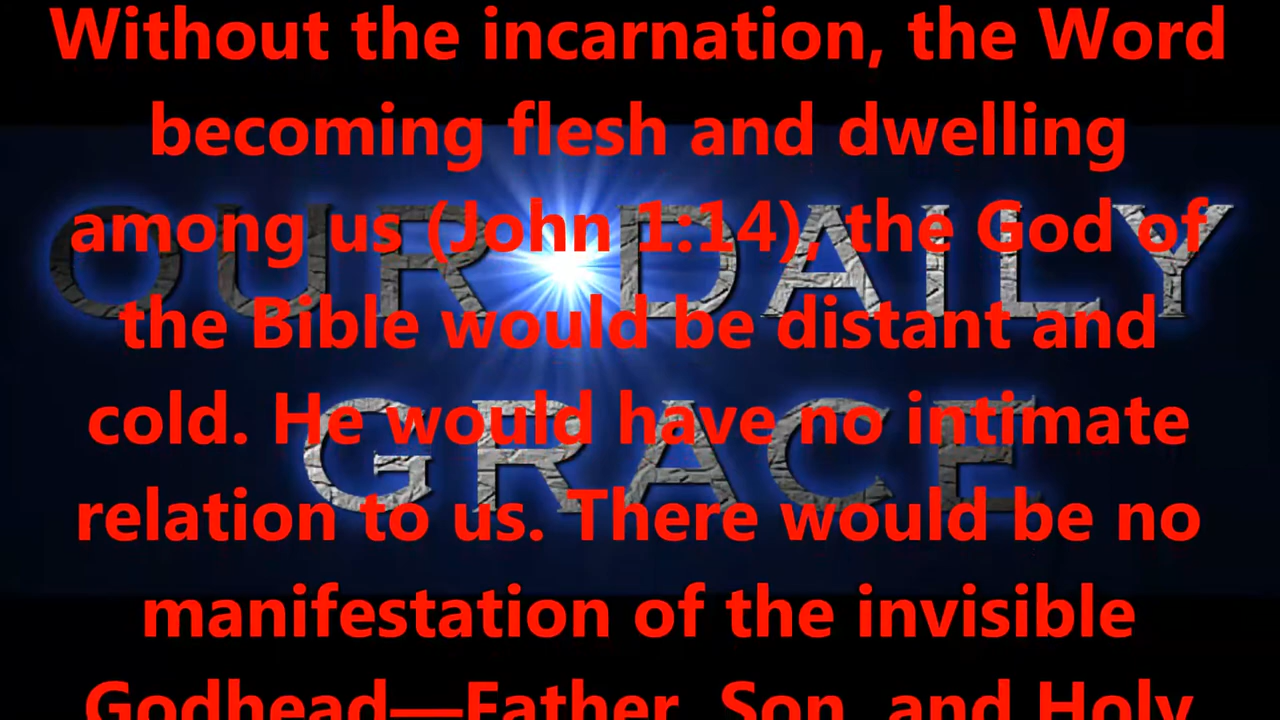 Without the incarnation, the Word
becoming flesh and dwelling
among us (John 1:14), the God of
the Bible would be distant and
cold. He would have no intimate
relation to us. There would be no
manifestation of the invisible
Godhead—Father, Son, and Holy
OUR DAILY
GRACE